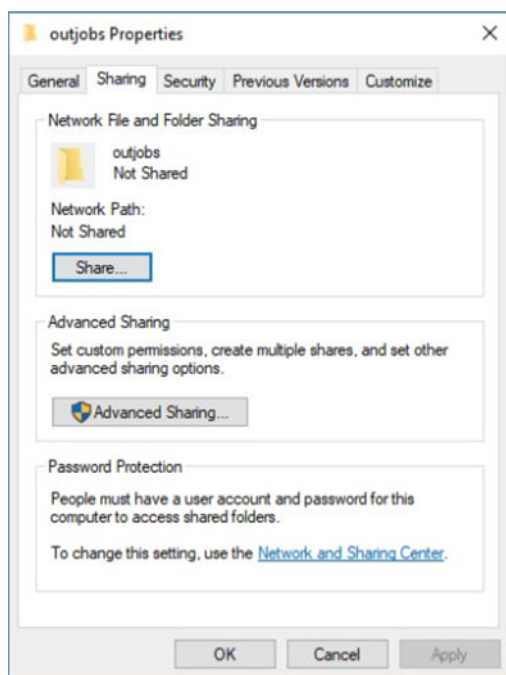 outjobs Properties
General Sharing Security Previous Versions Customize
Network File and Folder Sharing
outjobs
Not Shared
Network Path:
Not Shared
Share...
Advanced Sharing
Set custom permissions, create multiple shares, and set other
advanced sharing options.
Advanced Sharing...
Password Protection
People must have a user account and password for this
computer to access shared folders.
To change this setting, use the Network and Sharing Center.
OK Cancel Apply